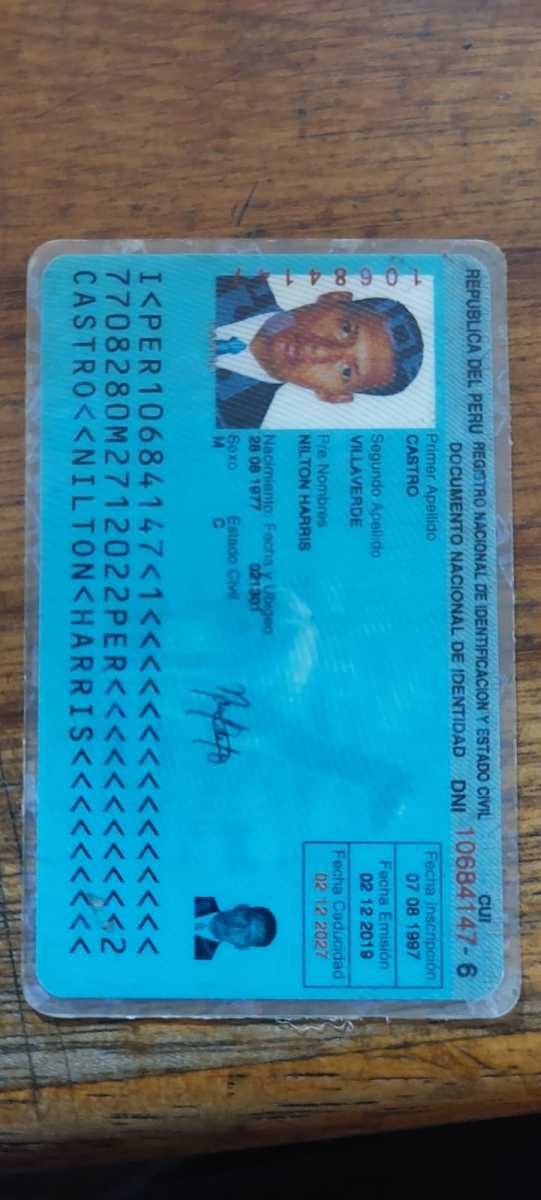 REPUBLICA DEL PERU REGISTRO NACIONAL DE IDENTIFICACION Y ESTADO CIVIL
DOCUMENTO NACIONAL DE IDENTIDAD DNI 10684147 - 6
CUI
Primer Apellido
CASTRO
Segundo Apellido
VILLAVERDE
Pre Nombres
NILTON HARRIS
Nacimiento: Fecha y Ubigeo
28 08 1977 021301
Sexo Estado Civil
M C
Fecha Inscripción
07 08 1997
Fecha Emisión
02 12 2019
Fecha Caducidad
02 12 2027
I<PER10684147<1<<<<<<<<<<<<<<<
7708280M2712022PER<<<<<<<<<<<2
CASTRO<<NILTON<HARRIS<<<<<<<<<